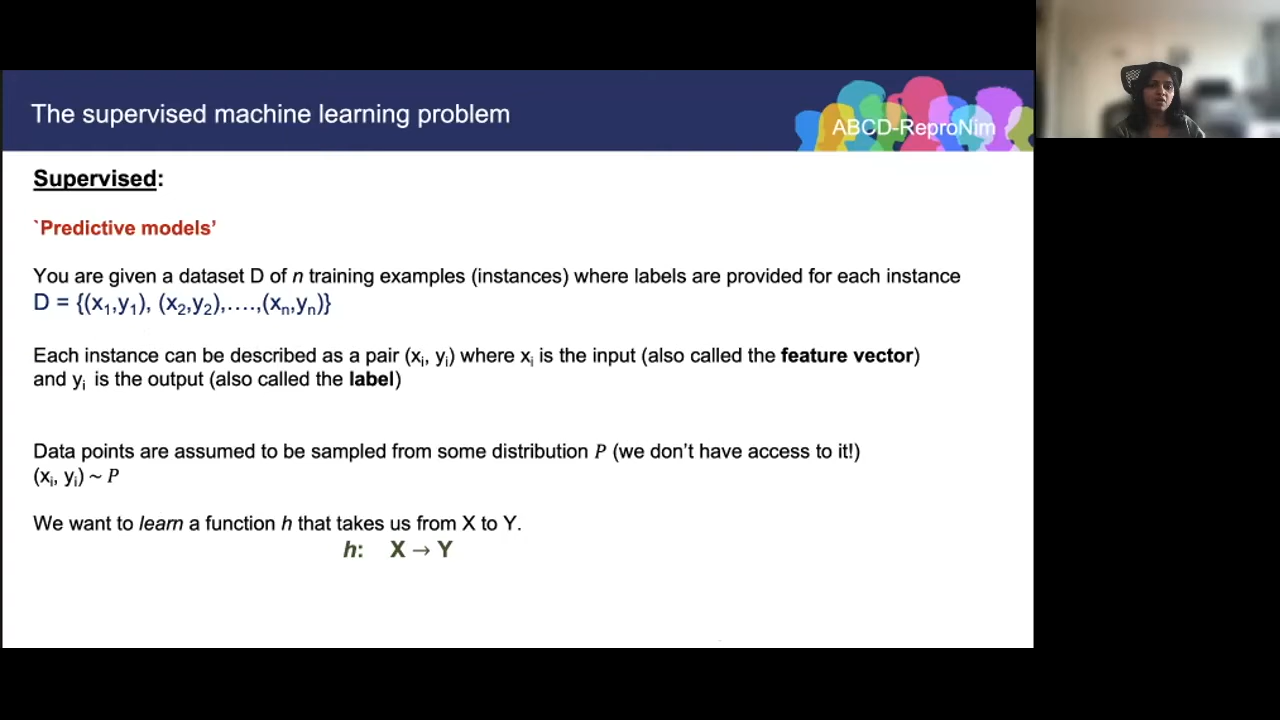 The supervised machine learning problem
ABCD-ReproNim
Supervised:
`Predictive models’
You are given a dataset D of n training examples (instances) where labels are provided for each instance
D = {(x₁,y₁), (x₂,y₂),….,(xₙ,yₙ)}
Each instance can be described as a pair (xᵢ, yᵢ) where xᵢ is the input (also called the feature vector)
and yᵢ is the output (also called the label)
Data points are assumed to be sampled from some distribution P (we don’t have access to it!)
(xᵢ, yᵢ) ~ P
We want to learn a function h that takes us from X to Y.
h: X → Y